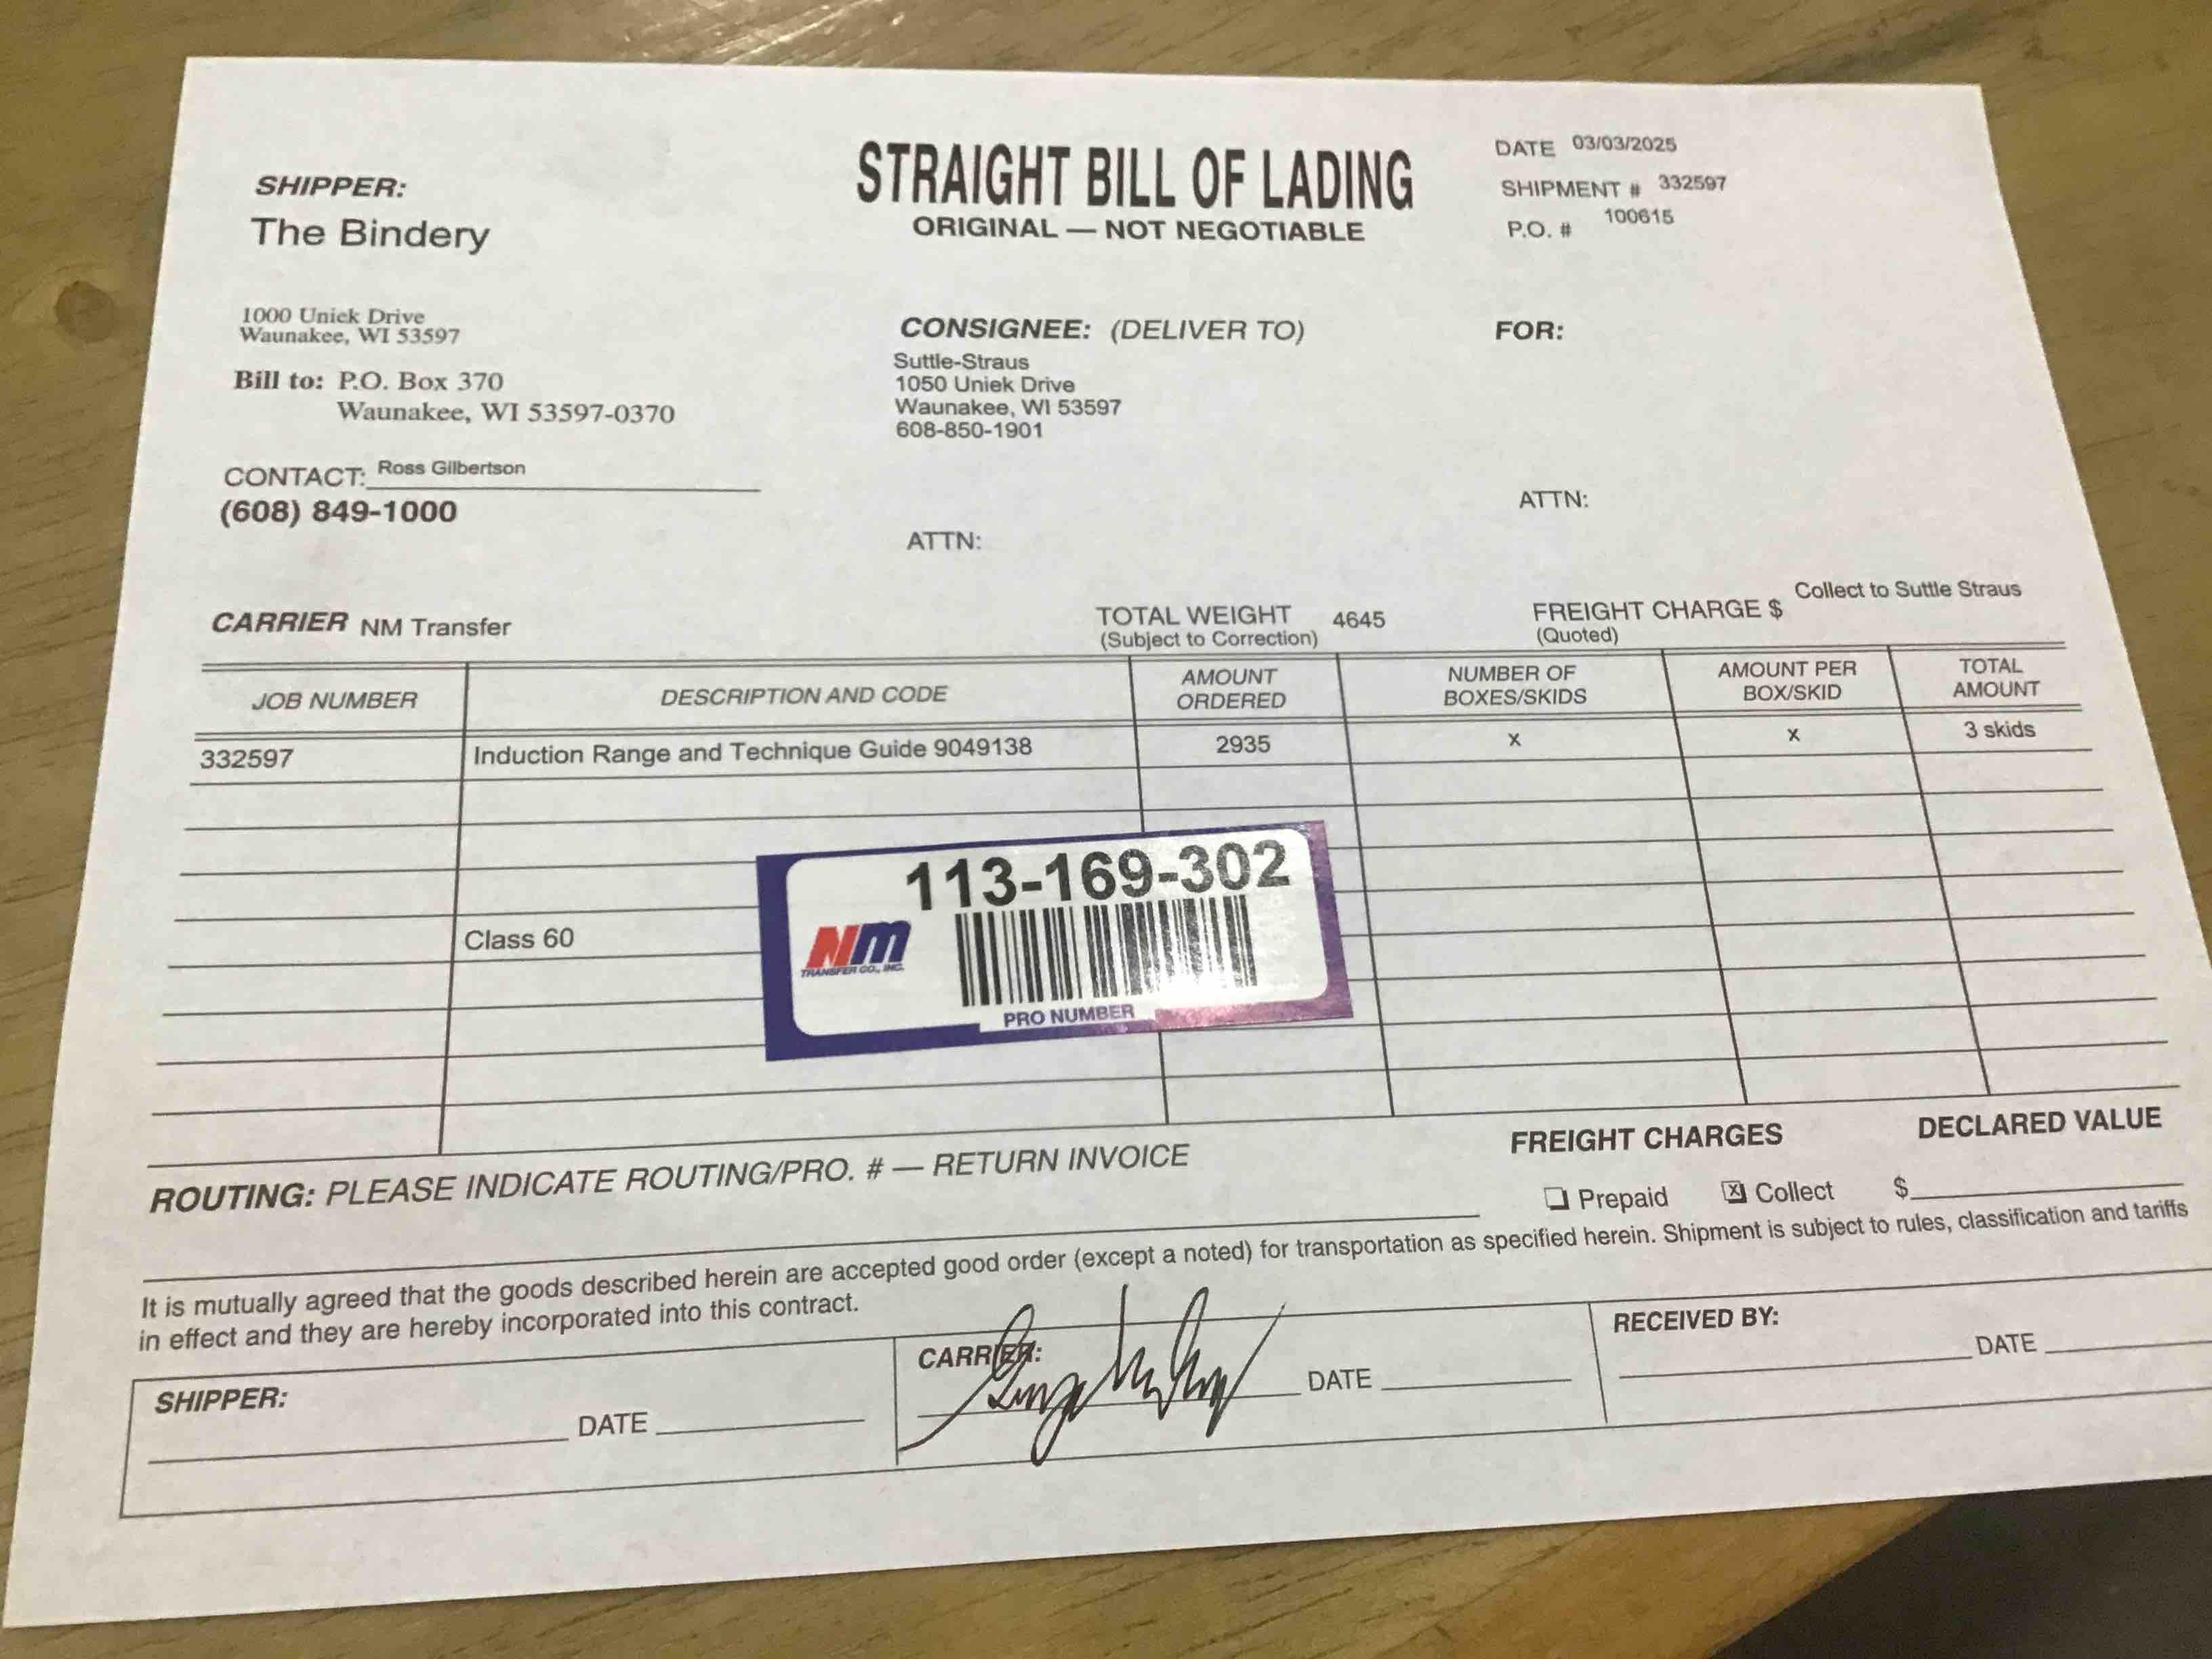 STRAIGHT BILL OF LADING
ORIGINAL — NOT NEGOTIABLE
DATE 03/03/2025
SHIPMENT # 332597
P.O. # 100615
SHIPPER:
The Bindery
1000 Uniek Drive
Waunakee, WI 53597
Bill to: P.O. Box 370
Waunakee, WI 53597-0370
CONTACT: Ross Gilbertson
(608) 849-1000
CONSIGNEE: (DELIVER TO)
Suttle-Straus
1050 Uniek Drive
Waunakee, WI 53597
608-850-1901
ATTN:
FOR:
ATTN:
CARRIER NM Transfer
TOTAL WEIGHT 4645
(Subject to Correction)
FREIGHT CHARGE $ Collect to Suttle Straus
(Quoted)
JOB NUMBER DESCRIPTION AND CODE AMOUNT ORDERED NUMBER OF BOXES/SKIDS AMOUNT PER BOX/SKID TOTAL AMOUNT
332597 Induction Range and Technique Guide 9049138 2935 x x 3 skids
Class 60
113-169-302
NM
TRANSFER CO., INC.
PRO NUMBER
ROUTING: PLEASE INDICATE ROUTING/PRO. # — RETURN INVOICE
FREIGHT CHARGES
Prepaid X Collect
DECLARED VALUE
$
It is mutually agreed that the goods described herein are accepted good order (except a noted) for transportation as specified herein. Shipment is subject to rules, classification and tariffs
in effect and they are hereby incorporated into this contract.
SHIPPER:
DATE
CARRIER:
DATE
RECEIVED BY:
DATE